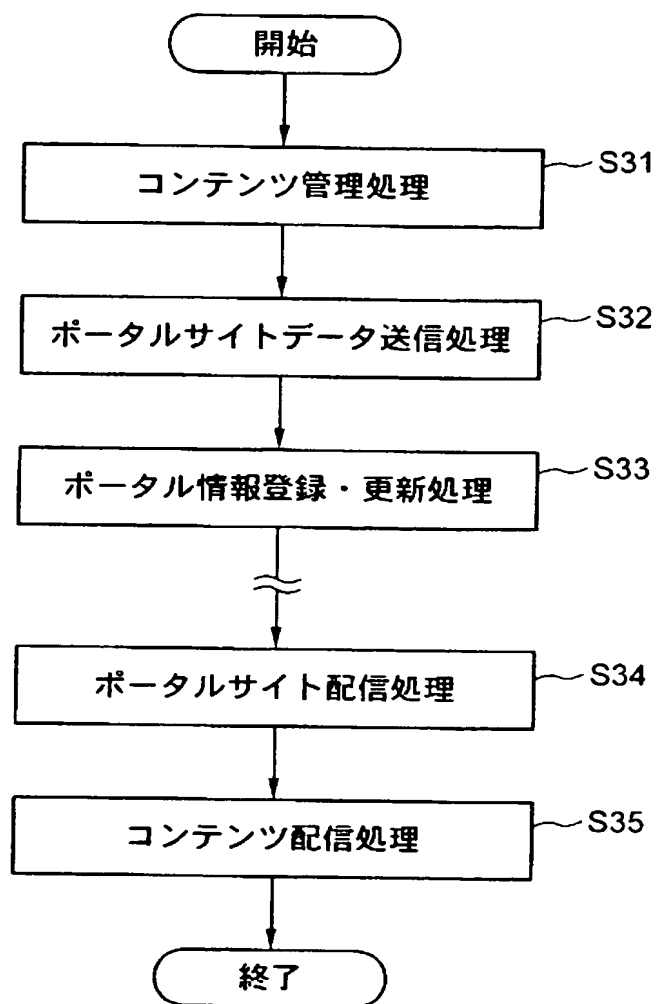 開始
コンテンツ管理処理
S31
ポータルサイトデータ送信処理
S32
ポータル情報登録・更新処理
S33
ポータルサイト配信処理
S34
コンテンツ配信処理
S35
終了